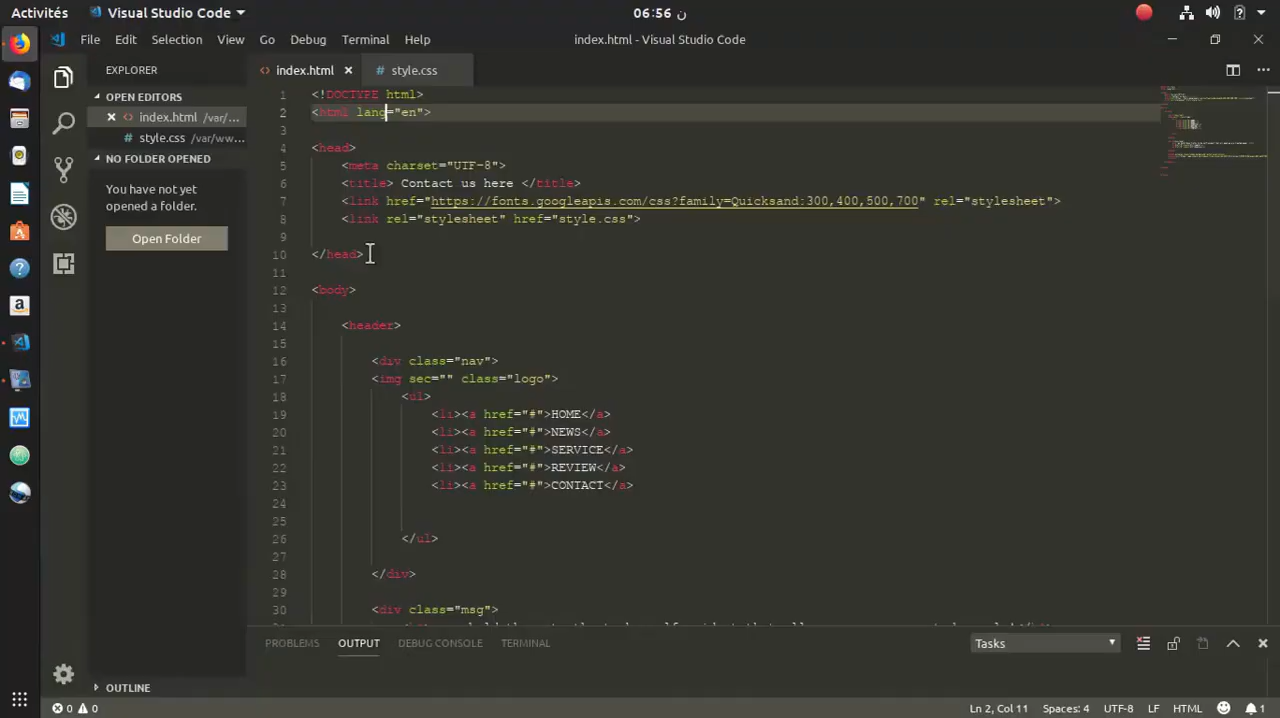 Activités
Visual Studio Code
06:56 ن
File Edit Selection View Go Debug Terminal Help
index.html - Visual Studio Code
EXPLORER
OPEN EDITORS
index.html /var/...
style.css /var/ww...
NO FOLDER OPENED
You have not yet
opened a folder.
Open Folder
OUTLINE
index.html
style.css
1 <!DOCTYPE html>
2 <html lang="en">
3
4 <head>
5 <meta charset="UTF-8">
6 <title> Contact us here </title>
7 <link href="https://fonts.googleapis.com/css?family=Quicksand:300,400,500,700" rel="stylesheet">
8 <link rel="stylesheet" href="style.css">
9
10 </head>
11
12 <body>
13
14 <header>
15
16 <div class="nav">
17 <img sec="" class="logo">
18 <ul>
19 <li><a href="#">HOME</a>
20 <li><a href="#">NEWS</a>
21 <li><a href="#">SERVICE</a>
22 <li><a href="#">REVIEW</a>
23 <li><a href="#">CONTACT</a>
24
25
26 </ul>
27
28 </div>
29
30 <div class="msg">
PROBLEMS OUTPUT DEBUG CONSOLE TERMINAL
Tasks
0 0
Ln 2, Col 11 Spaces: 4 UTF-8 LF HTML 1